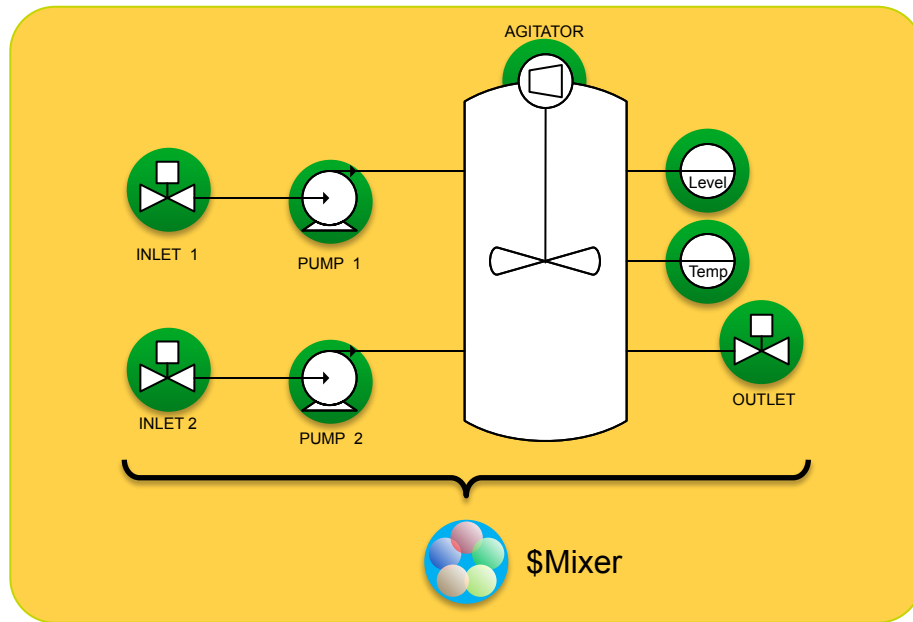 AGITATOR
Level
INLET 1
PUMP 1
Temp
INLET 2
PUMP 2
OUTLET
$Mixer